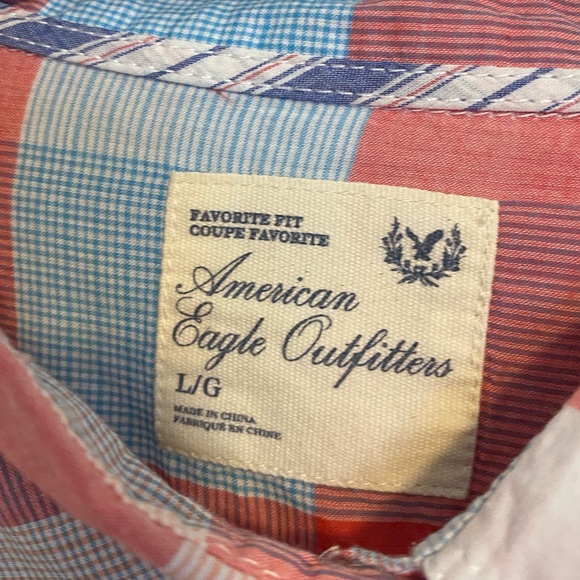 FAVORITE FIT
COUPE FAVORITE
American
Eagle Outfitters
L/G
MADE IN CHINA
FABRIQUÉ EN CHINE